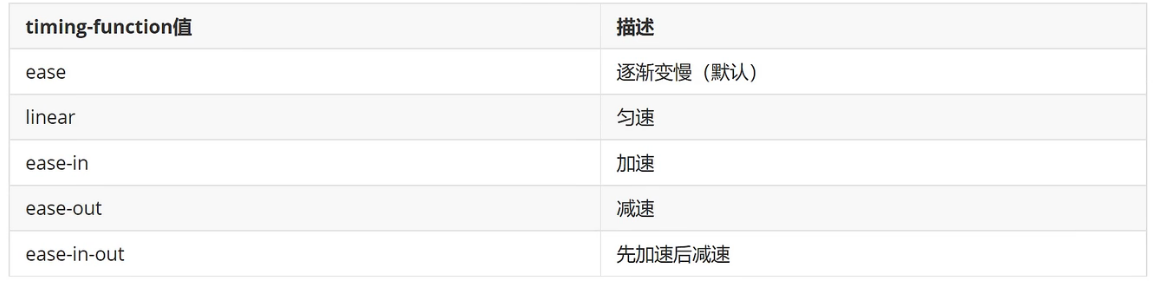 timing-function值 描述
ease 逐渐变慢（默认）
linear 匀速
ease-in 加速
ease-out 减速
ease-in-out 先加速后减速